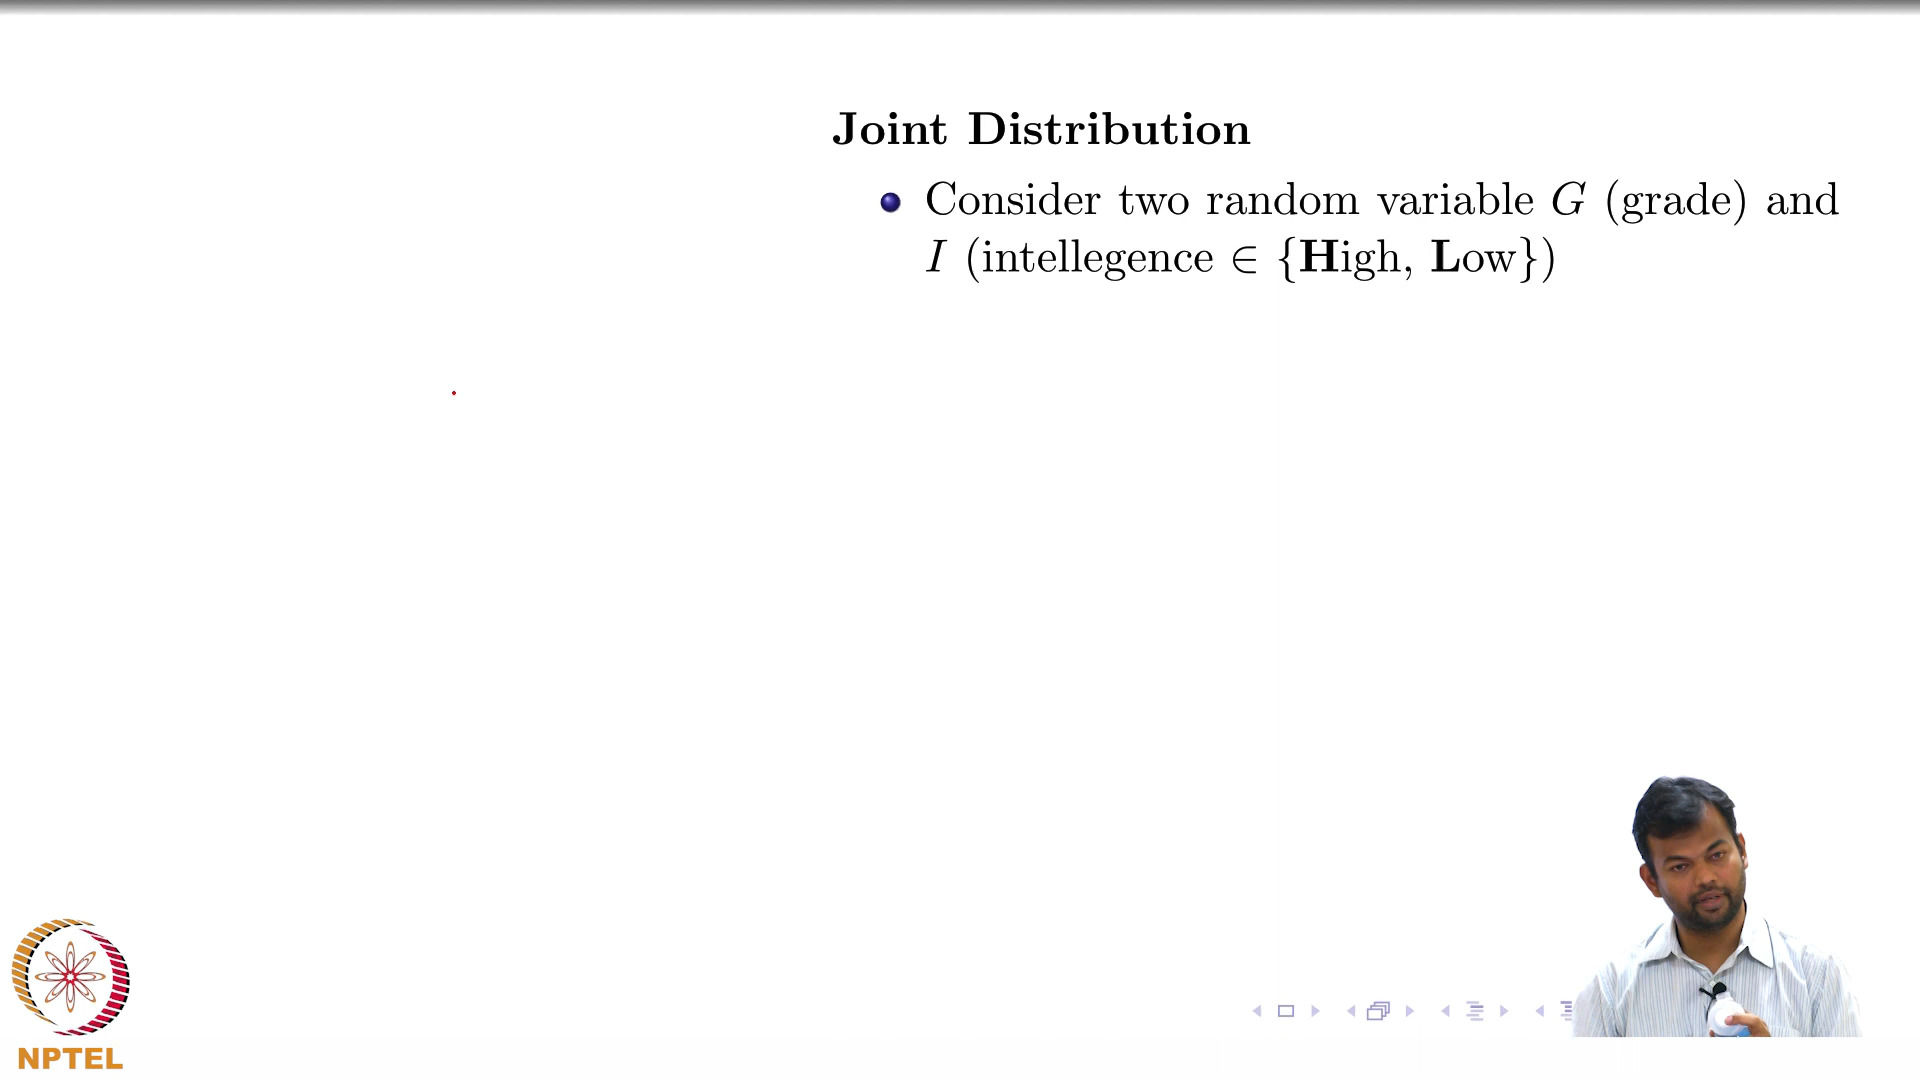 Joint Distribution
Consider two random variable G (grade) and
I (intellegence ∈ {High, Low})
NPTEL